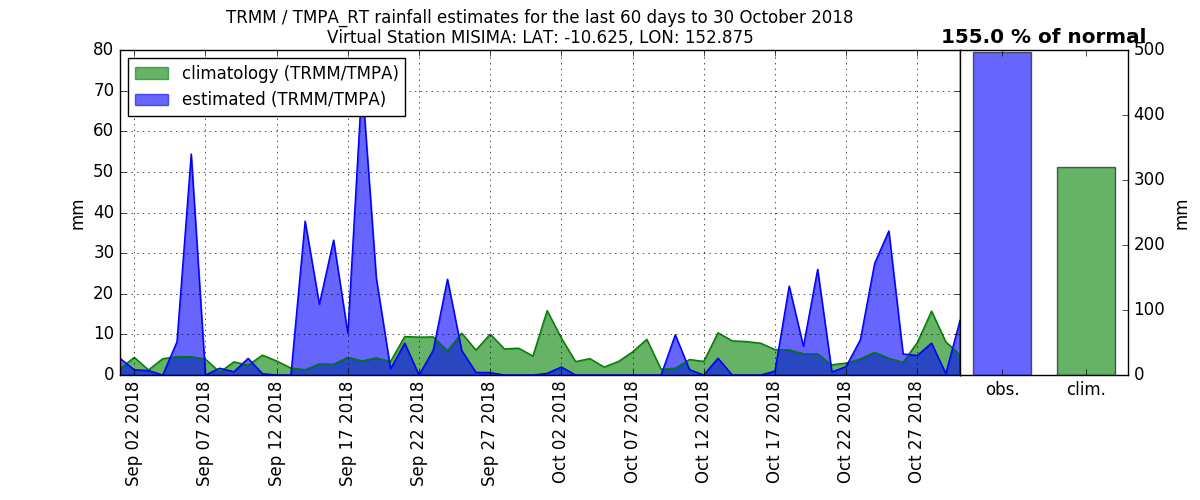 TRMM / TMPA_RT rainfall estimates for the last 60 days to 30 October 2018
Virtual Station MISIMA: LAT: -10.625, LON: 152.875
155.0 % of normal
climatology (TRMM/TMPA)
estimated (TRMM/TMPA)
80
70
60
50
40
30
20
10
0
mm
Sep 02 2018
Sep 07 2018
Sep 12 2018
Sep 17 2018
Sep 22 2018
Sep 27 2018
Oct 02 2018
Oct 07 2018
Oct 12 2018
Oct 17 2018
Oct 22 2018
Oct 27 2018
500
400
300
200
100
0
mm
obs.
clim.